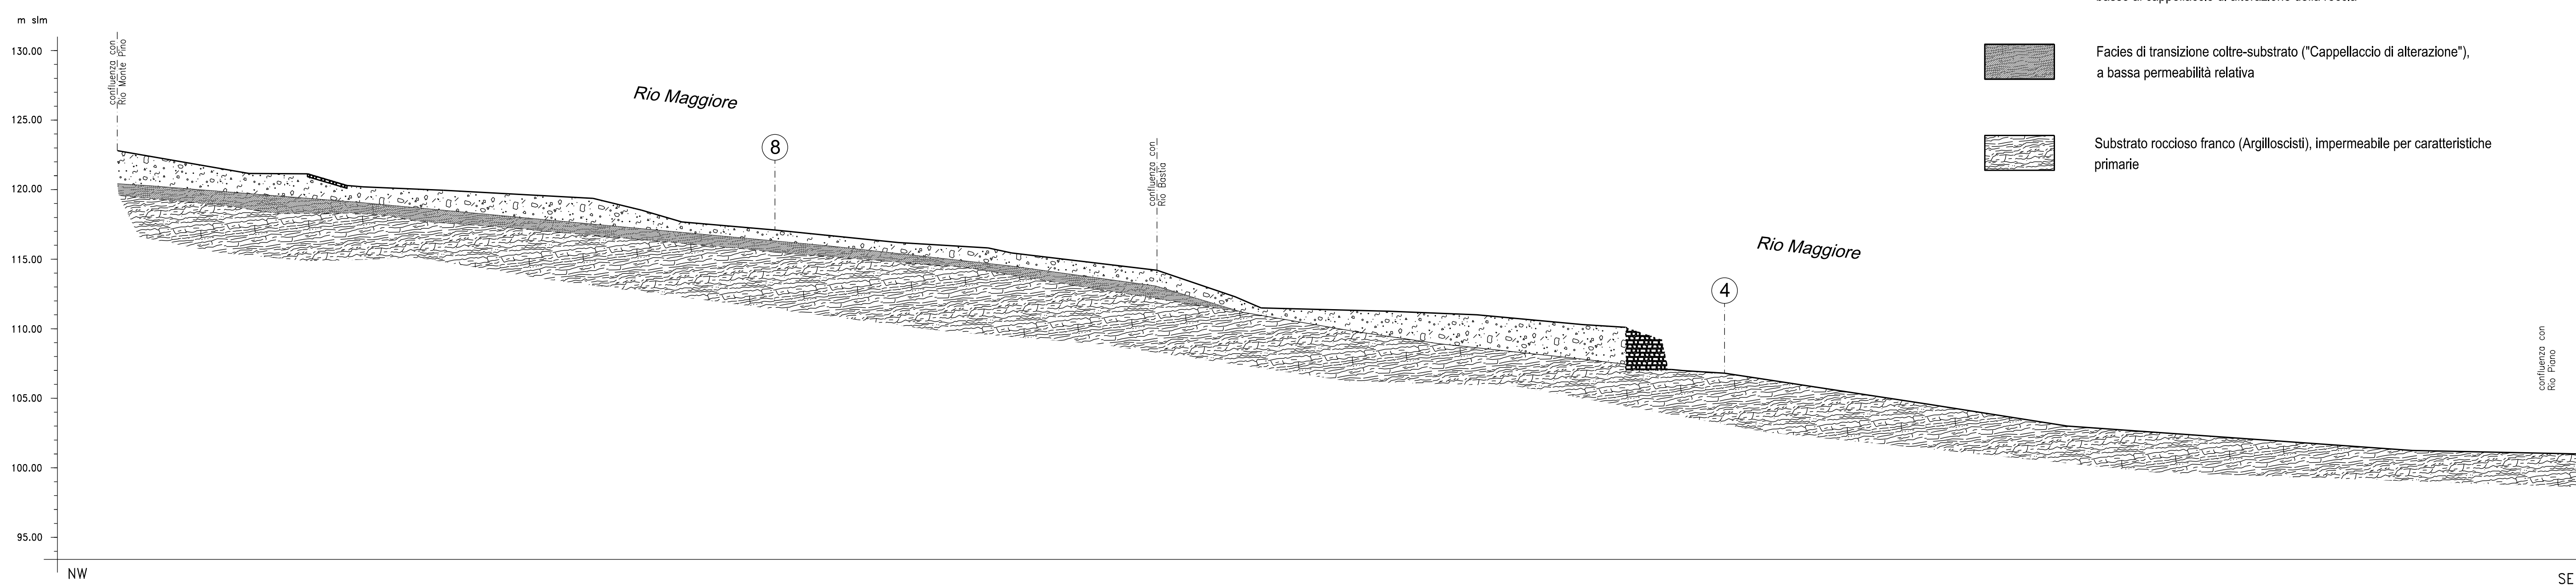 m slm
130.00
125.00
120.00
115.00
110.00
105.00
100.00
95.00
NW
SE
confluenza con
Rio Monte Pino
Rio Maggiore
8
confluenza con
Rio Bastia
Rio Maggiore
4
confluenza con
Rio Piano
Facies di transizione coltre-substrato ("Cappellaccio di alterazione"),
a bassa permeabilità relativa
Substrato roccioso franco (Argilloscisti), impermeabile per caratteristiche
primarie